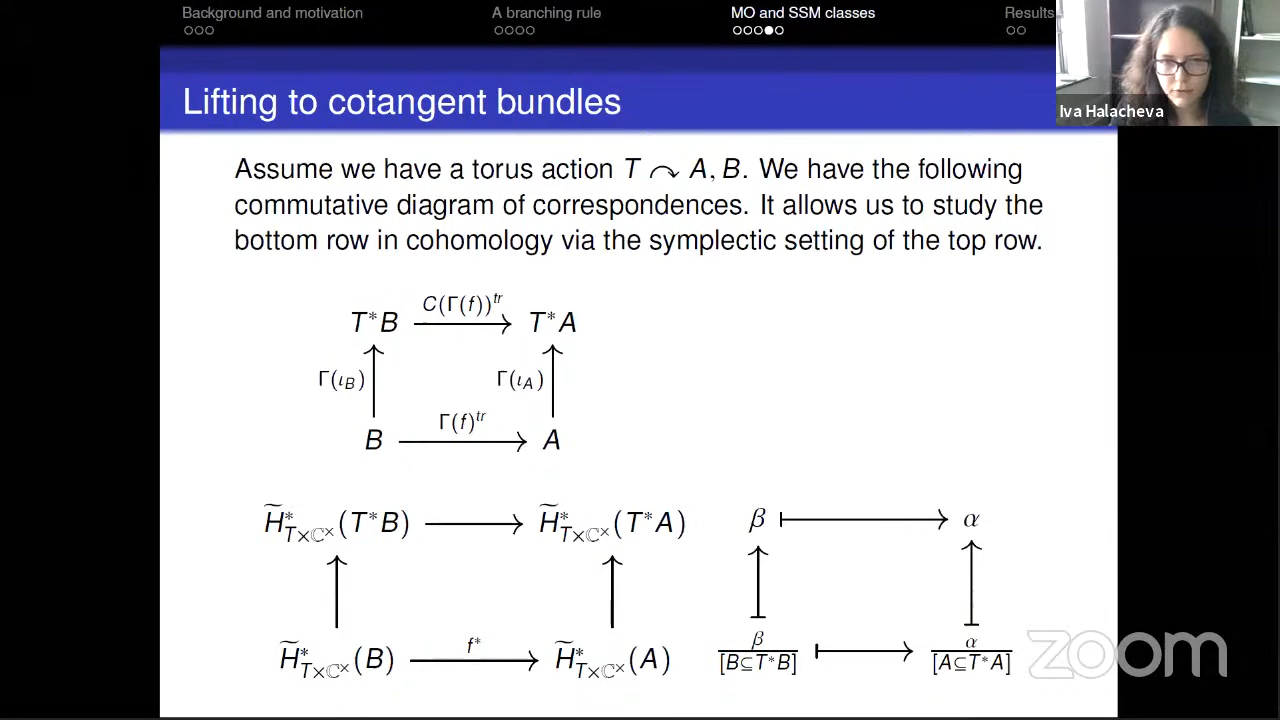 Background and motivation A branching rule MO and SSM classes Results
Iva Halacheva
Lifting to cotangent bundles
Assume we have a torus action T ↷ A, B. We have the following
commutative diagram of correspondences. It allows us to study the
bottom row in cohomology via the symplectic setting of the top row.
T*B C(Γ(f))^tr T*A
Γ(ι_B) Γ(ι_A)
B Γ(f)^tr A
H̃*_{T×ℂ^×}(T*B) ⟶ H̃*_{T×ℂ^×}(T*A) β ⟼ α
H̃*_{T×ℂ^×}(B) f* H̃*_{T×ℂ^×}(A) β/[B⊆T*B] ⟼ α/[A⊆T*A]
zoom